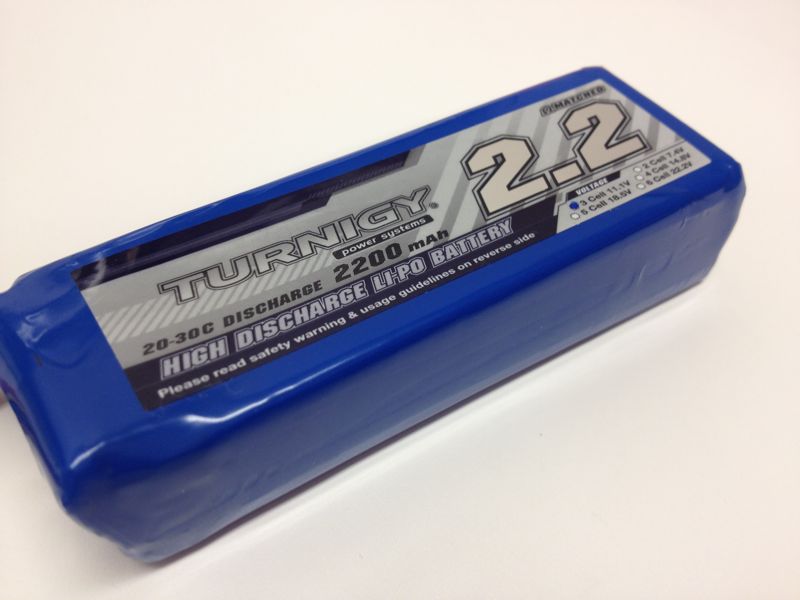 MATCHED
2.2
VOLTAGE
2 Cell 7.4V
3 Cell 11.1V
4 Cell 14.8V
5 Cell 18.5V
6 Cell 22.2V
TURNIGY®
power systems
20-30C DISCHARGE 2200 mAh
HIGH DISCHARGE LI-PO BATTERY
Please read safety warning & usage guidelines on reverse side